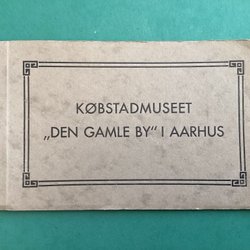 KØBSTADMUSEET
„DEN GAMLE BY“ I AARHUS